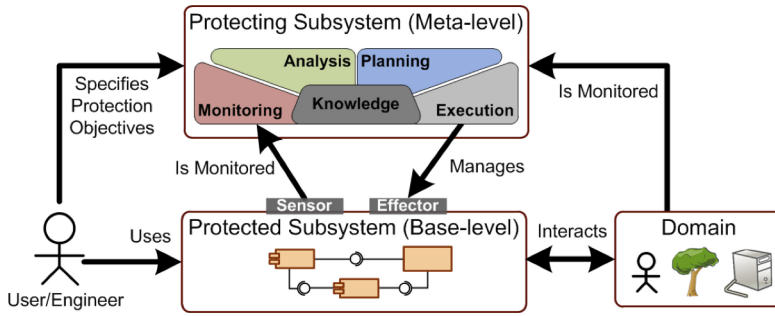 Protecting Subsystem (Meta-level)
Analysis
Planning
Monitoring
Knowledge
Execution
Specifies
Protection
Objectives
Is Monitored
Is Monitored
Manages
Sensor
Effector
Protected Subsystem (Base-level)
Uses
Interacts
Domain
User/Engineer